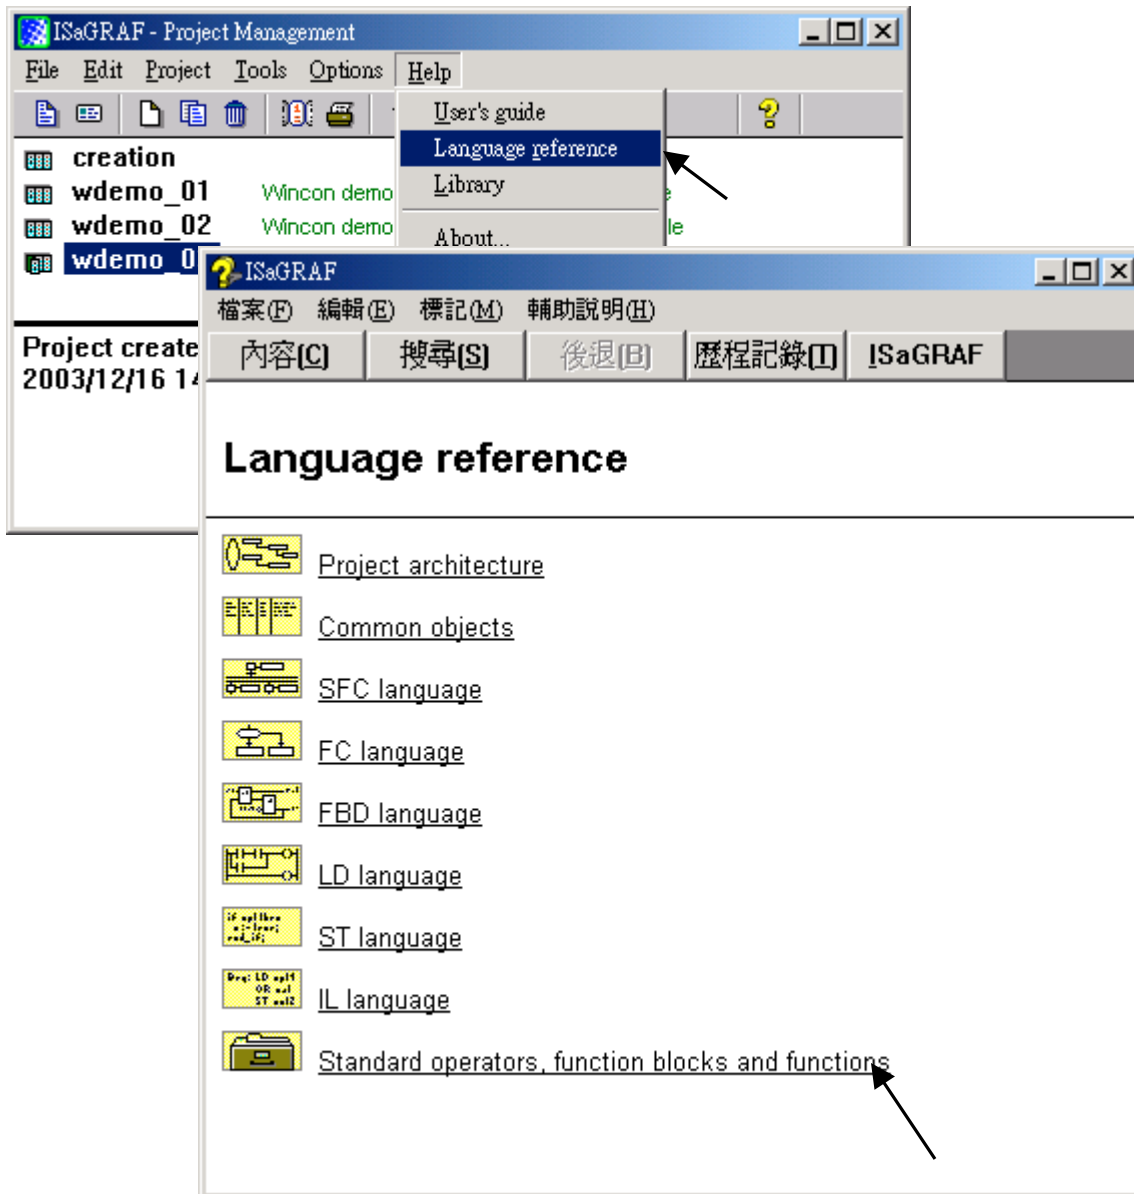 ISaGRAF - Project Management
File Edit Project Tools Options Help
User's guide
Language reference
Library
About...
creation
wdemo_01 Wincon demo
wdemo_02 Wincon demo le
wdemo_0
Project create
2003/12/16 14
ISaGRAF
檔案(F) 編輯(E) 標記(M) 輔助說明(H)
內容(C) 搜尋(S) 後退(B) 歷程記錄(T) ISaGRAF
Language reference
Project architecture
Common objects
SFC language
FC language
FBD language
LD language
ST language
IL language
Standard operators, function blocks and functions